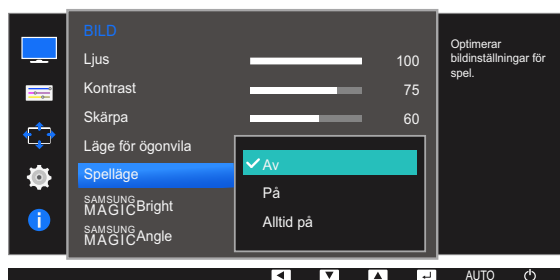 BILD
Ljus 100
Kontrast 75
Skärpa 60
Läge för ögonvila
Spelläge
SAMSUNG
MAGICBright
SAMSUNG
MAGICAngle
Av
På
Alltid på
Optimerar
bildinställningar för
spel.
i
AUTO